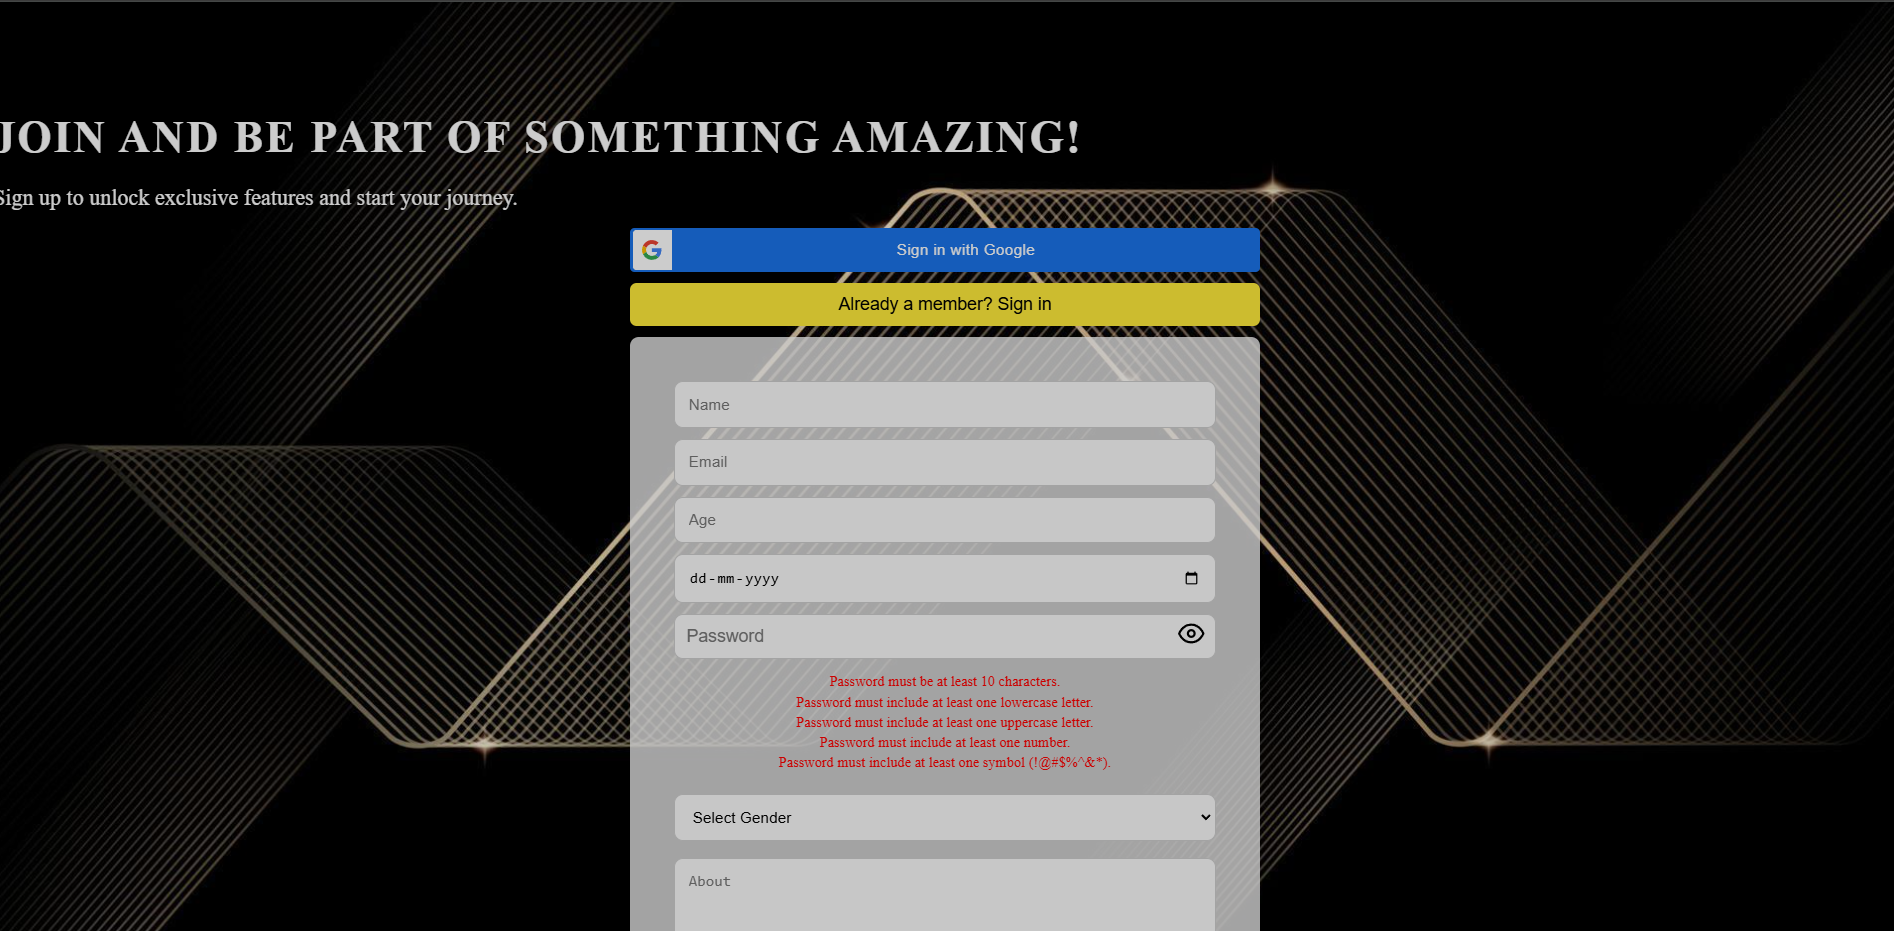 JOIN AND BE PART OF SOMETHING AMAZING!
Sign up to unlock exclusive features and start your journey.
Sign in with Google
Already a member? Sign in
Name
Email
Age
dd-mm-yyyy
Password
Password must be at least 10 characters.
Password must include at least one lowercase letter.
Password must include at least one uppercase letter.
Password must include at least one number.
Password must include at least one symbol (!@#$%^&*).
Select Gender
About